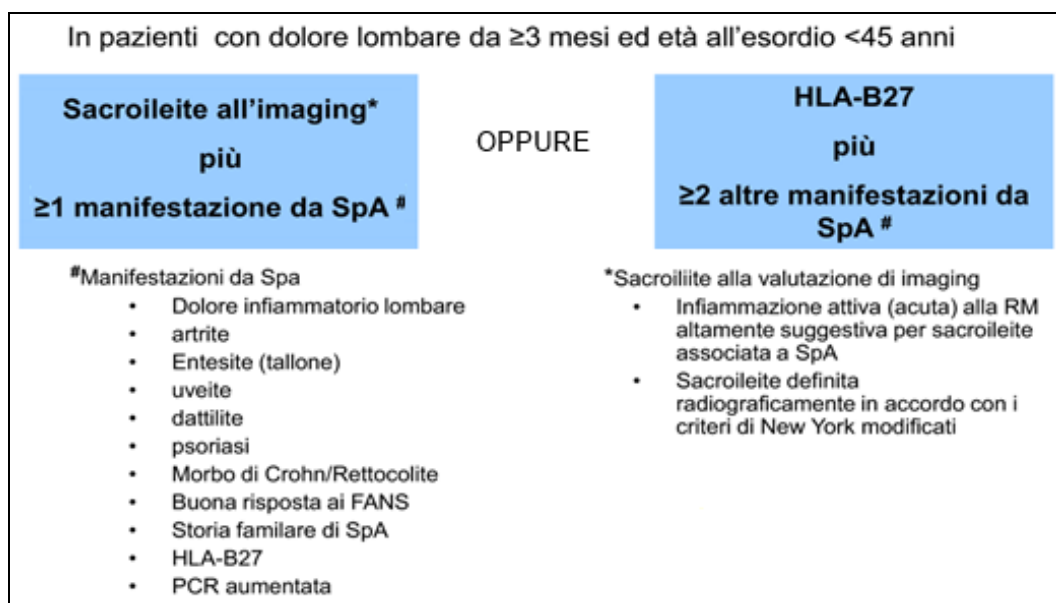 In pazienti con dolore lombare da ≥3 mesi ed età all'esordio <45 anni
Sacroileite all'imaging*
più
≥1 manifestazione da SpA #
OPPURE
HLA-B27
più
≥2 altre manifestazioni da
SpA #
#Manifestazioni da Spa
• Dolore infiammatorio lombare
• artrite
• Entesite (tallone)
• uveite
• dattilite
• psoriasi
• Morbo di Crohn/Rettocolite
• Buona risposta ai FANS
• Storia familare di SpA
• HLA-B27
• PCR aumentata
*Sacroiliite alla valutazione di imaging
• Infiammazione attiva (acuta) alla RM
altamente suggestiva per sacroileite
associata a SpA
• Sacroileite definita
radiograficamente in accordo con i
criteri di New York modificati